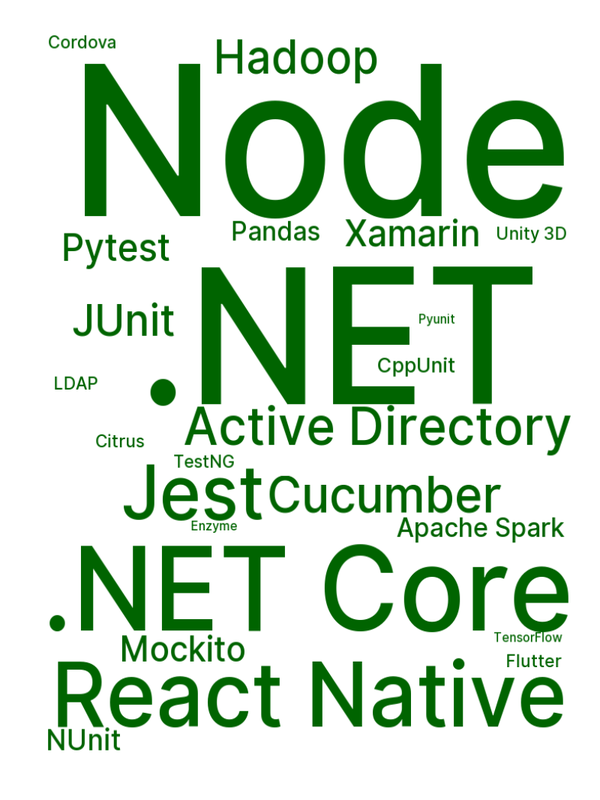 Cordova
Hadoop
Node
Pandas
Xamarin
Unity 3D
Pytest
.NET
JUnit
Pyunit
CppUnit
LDAP
Active Directory
Citrus
TestNG
Jest
Cucumber
Enzyme
Apache Spark
.NET Core
TensorFlow
Mockito
Flutter
React Native
NUnit